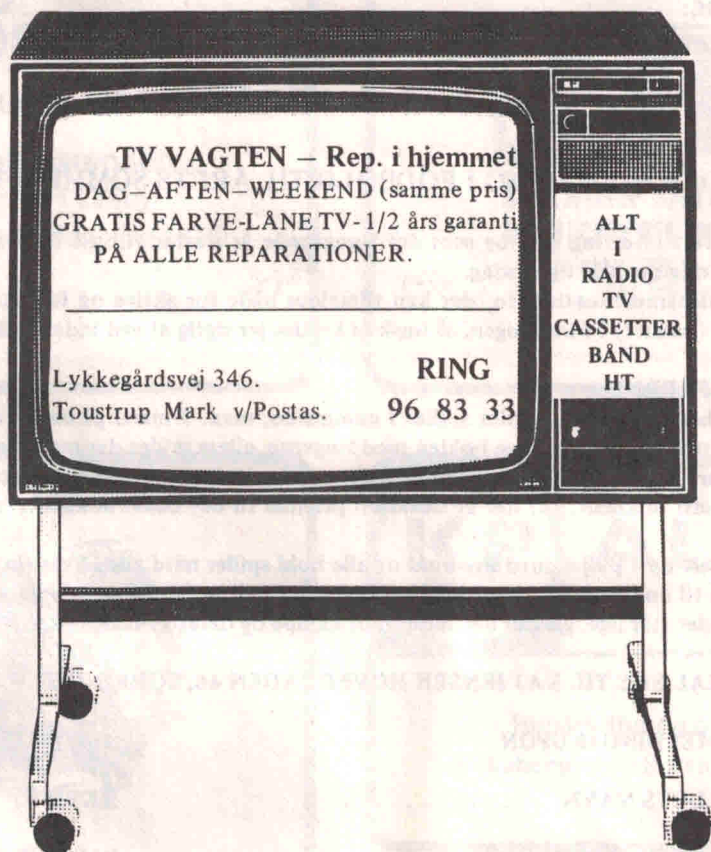 TV VAGTEN – Rep. i hjemmet
DAG-AFTEN-WEEKEND (samme pris)
GRATIS FARVE-LÅNE TV-1/2 års garanti
PÅ ALLE REPARATIONER.
Lykkegårdsvej 346.
Toustrup Mark v/Postas.
RING
96 83 33
ALT
I
RADIO
TV
CASSETTER
BÅND
HT